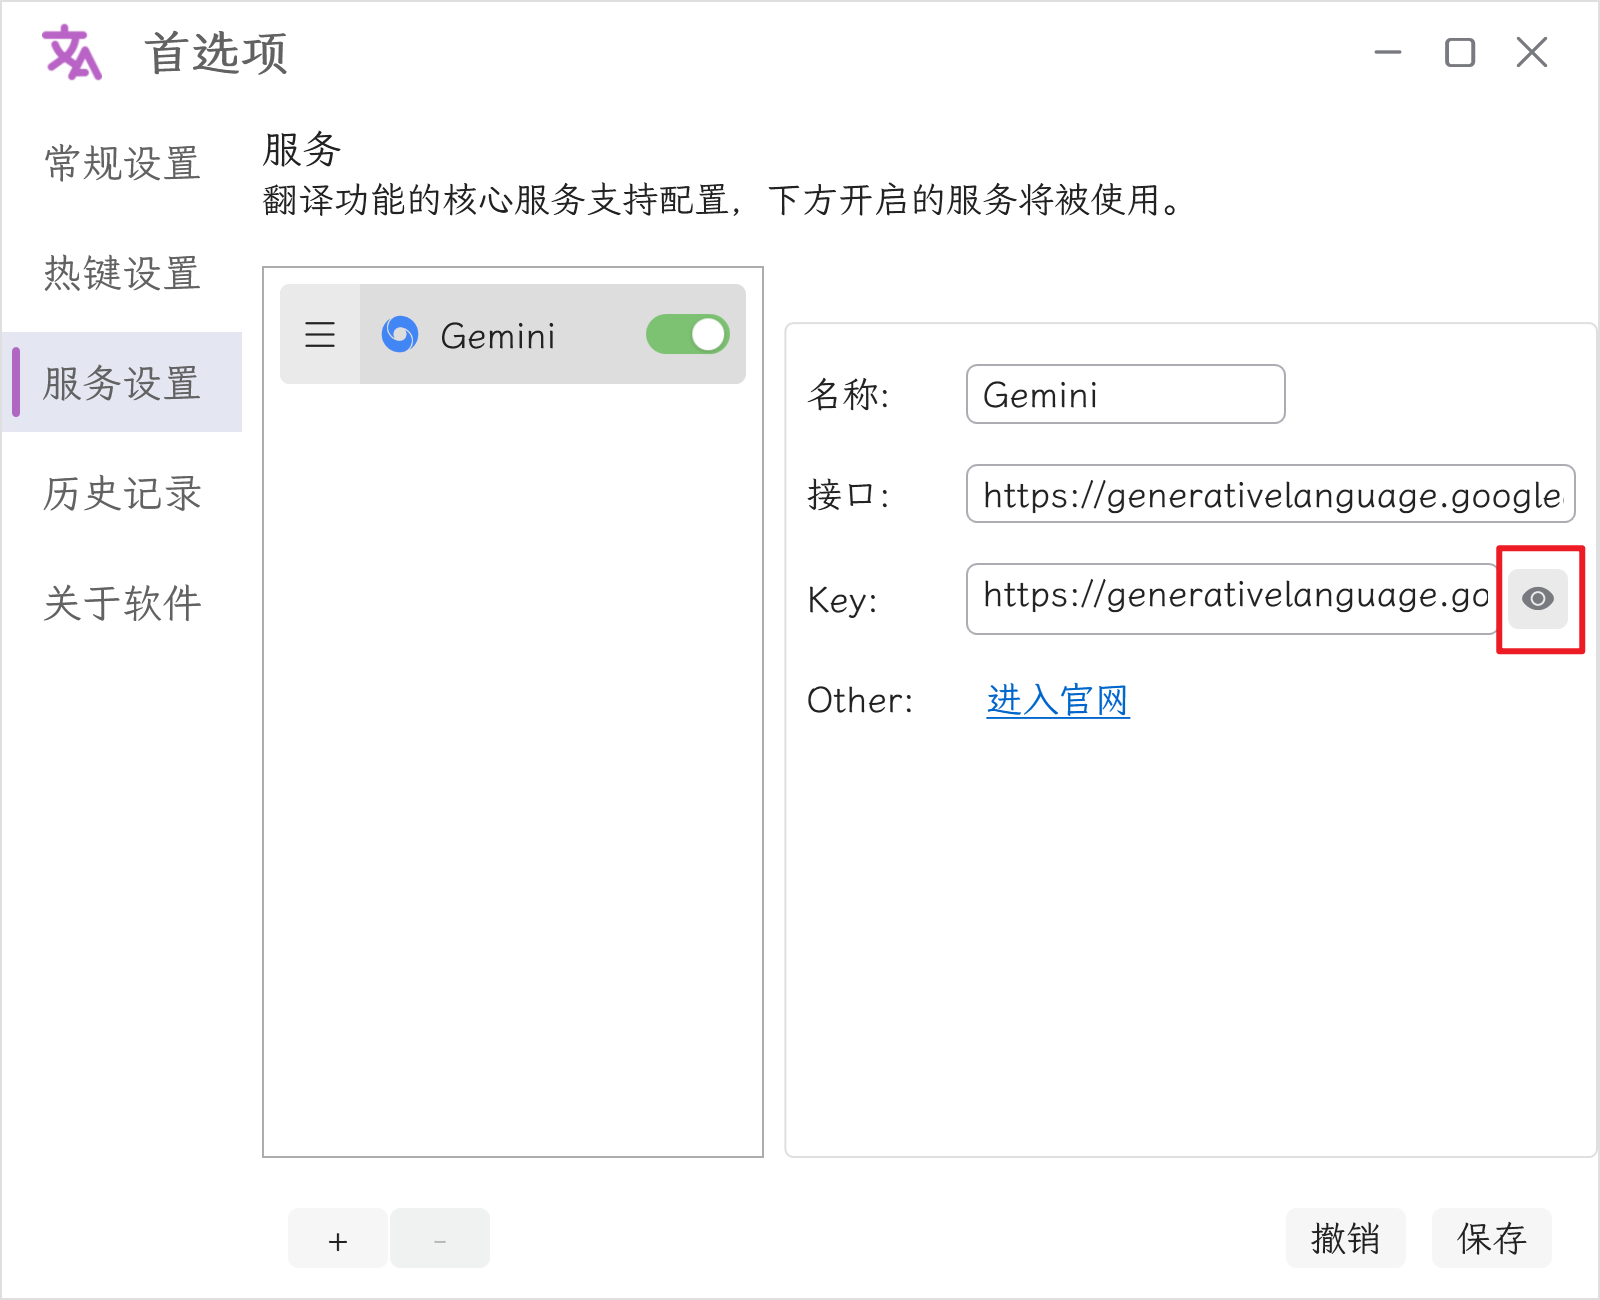 首选项
常规设置
热键设置
服务设置
历史记录
关于软件
服务
翻译功能的核心服务支持配置，下方开启的服务将被使用。
Gemini
名称:
Gemini
接口:
https://generativelanguage.google
Key:
https://generativelanguage.go
Other:
进入官网
+
-
撤销
保存